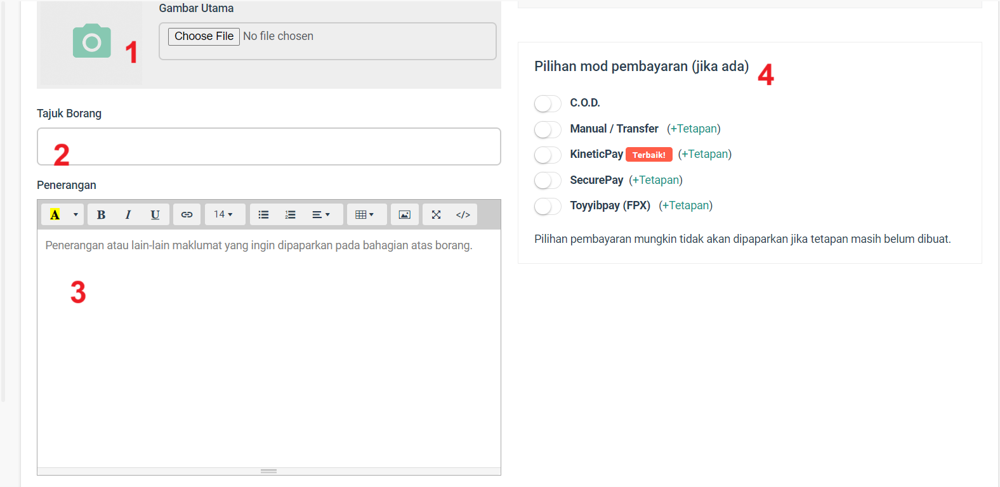 Gambar Utama
Choose File No file chosen
1
Tajuk Borang
2
Penerangan
A B I U 14 </>
Penerangan atau lain-lain maklumat yang ingin dipaparkan pada bahagian atas borang.
3
Pilihan mod pembayaran (jika ada)
4
C.O.D.
Manual / Transfer (+Tetapan)
KineticPay Terbaik! (+Tetapan)
SecurePay (+Tetapan)
Toyyibpay (FPX) (+Tetapan)
Pilihan pembayaran mungkin tidak akan dipaparkan jika tetapan masih belum dibuat.